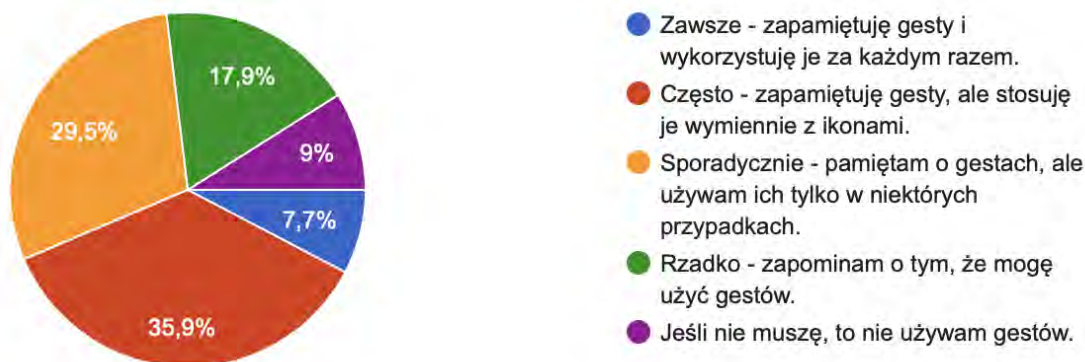 17,9%
29,5%
9%
7,7%
35,9%
Zawsze - zapamiętuję gesty i
wykorzystuję je za każdym razem.
Często - zapamiętuję gesty, ale stosuję
je wymiennie z ikonami.
Sporadycznie - pamiętam o gestach, ale
używam ich tylko w niektórych
przypadkach.
Rzadko - zapominam o tym, że mogę
użyć gestów.
Jeśli nie muszę, to nie używam gestów.